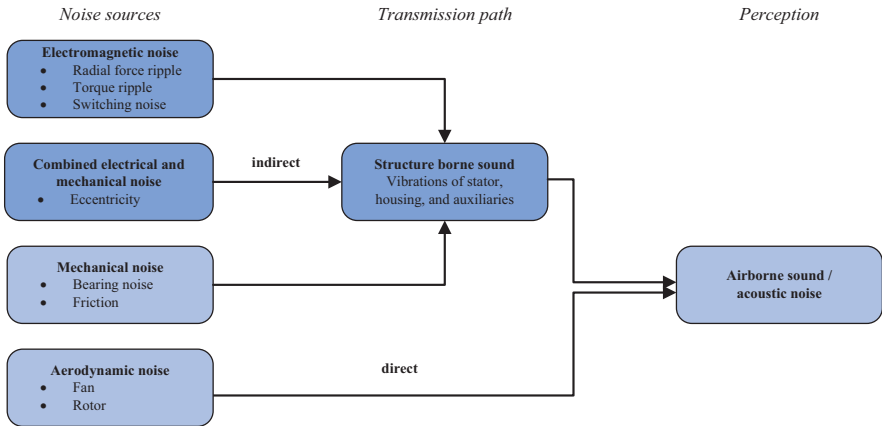 Noise sources
Transmission path
Perception
Electromagnetic noise
• Radial force ripple
• Torque ripple
• Switching noise
Combined electrical and
mechanical noise
• Eccentricity
indirect
Structure borne sound
Vibrations of stator,
housing, and auxiliaries
Mechanical noise
• Bearing noise
• Friction
Airborne sound /
acoustic noise
Aerodynamic noise
• Fan
• Rotor
direct